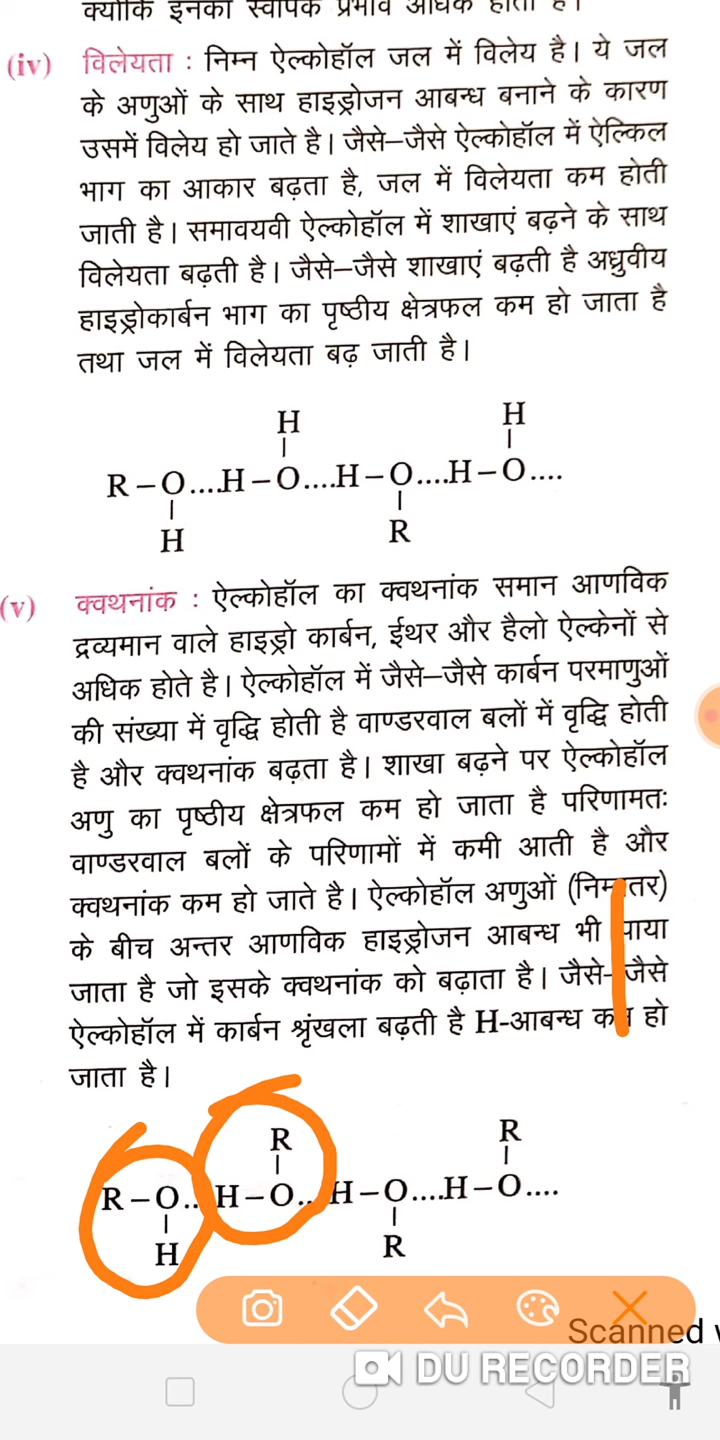 क्योंकि इनका स्वापक प्रभाव अधिक होता है।
(iv) विलेयता : निम्न ऐल्कोहॉल जल में विलेय है। ये जल
के अणुओं के साथ हाइड्रोजन आबन्ध बनाने के कारण
उसमें विलेय हो जाते है। जैसे–जैसे ऐल्कोहॉल में ऐल्किल
भाग का आकार बढ़ता है, जल में विलेयता कम होती
जाती है। समावयवी ऐल्कोहॉल में शाखाएं बढ़ने के साथ
विलेयता बढ़ती है। जैसे–जैसे शाखाएं बढ़ती है अध्रुवीय
हाइड्रोकार्बन भाग का पृष्ठीय क्षेत्रफल कम हो जाता है
तथा जल में विलेयता बढ़ जाती है।
H H
R – O....H – O....H – O....H – O....
H R
(v) क्वथनांक : ऐल्कोहॉल का क्वथनांक समान आणविक
द्रव्यमान वाले हाइड्रो कार्बन, ईथर और हैलो ऐल्केनों से
अधिक होते है। ऐल्कोहॉल में जैसे–जैसे कार्बन परमाणुओं
की संख्या में वृद्धि होती है वाण्डरवाल बलों में वृद्धि होती
है और क्वथनांक बढ़ता है। शाखा बढ़ने पर ऐल्कोहॉल
अणु का पृष्ठीय क्षेत्रफल कम हो जाता है परिणामतः
वाण्डरवाल बलों के परिणामों में कमी आती है और
क्वथनांक कम हो जाते है। ऐल्कोहॉल अणुओं (निम्नतर)
के बीच अन्तर आणविक हाइड्रोजन आबन्ध भी पाया
जाता है जो इसके क्वथनांक को बढ़ाता है। जैसे-जैसे
ऐल्कोहॉल में कार्बन श्रृंखला बढ़ती है H-आबन्ध कम हो
जाता है।
R R
R – O.. H – O.. H – O....H – O....
H R
Scanned
DU RECORDER